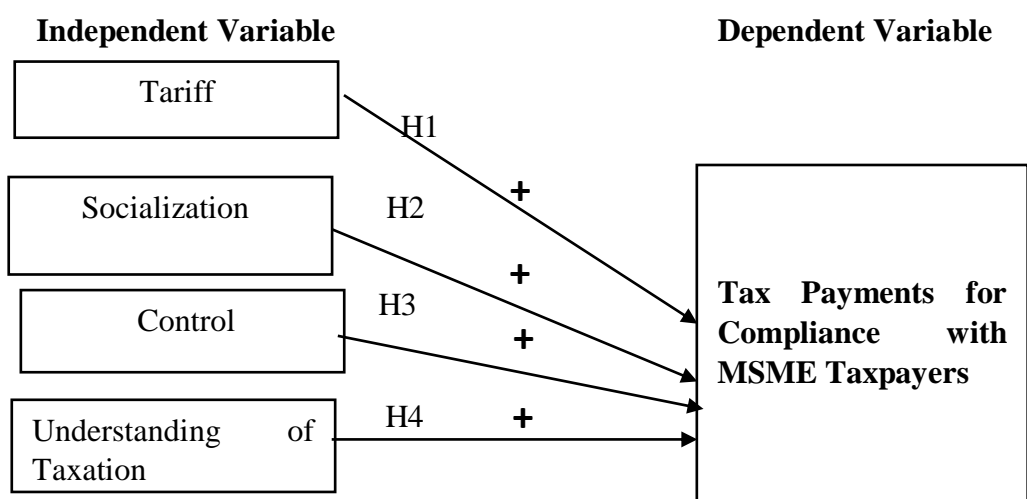 Independent Variable
Dependent Variable
Tariff
H1
+
Socialization
H2
+
Control
H3
+
Understanding of
Taxation
H4
+
Tax Payments for
Compliance with
MSME Taxpayers